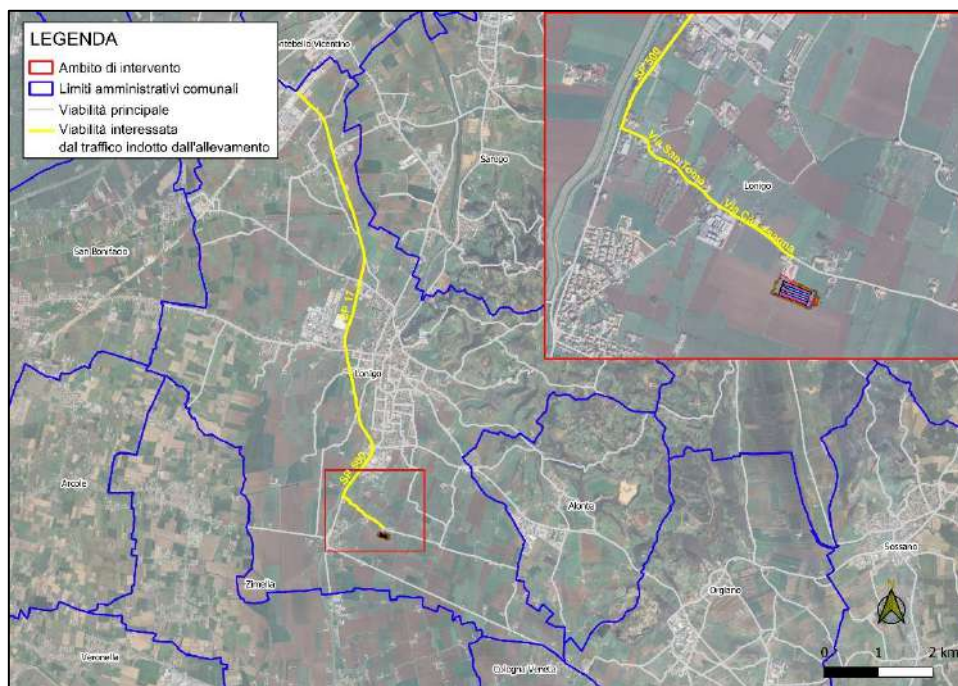 LEGENDA
Ambito di intervento
Limiti amministrativi comunali
Viabilità principale
Viabilità interessata
dal traffico indotto dall'allevamento
ntebello Vicentino
SP 500
Via San Tomà
Lonigo
Sarego
San Bonifacio
SP 17
Lonigo
SP 500
Arcole
Alonte
Sossano
Zimella
Orgiano
N
Veronella
Cologna Veneta
0 1 2 km